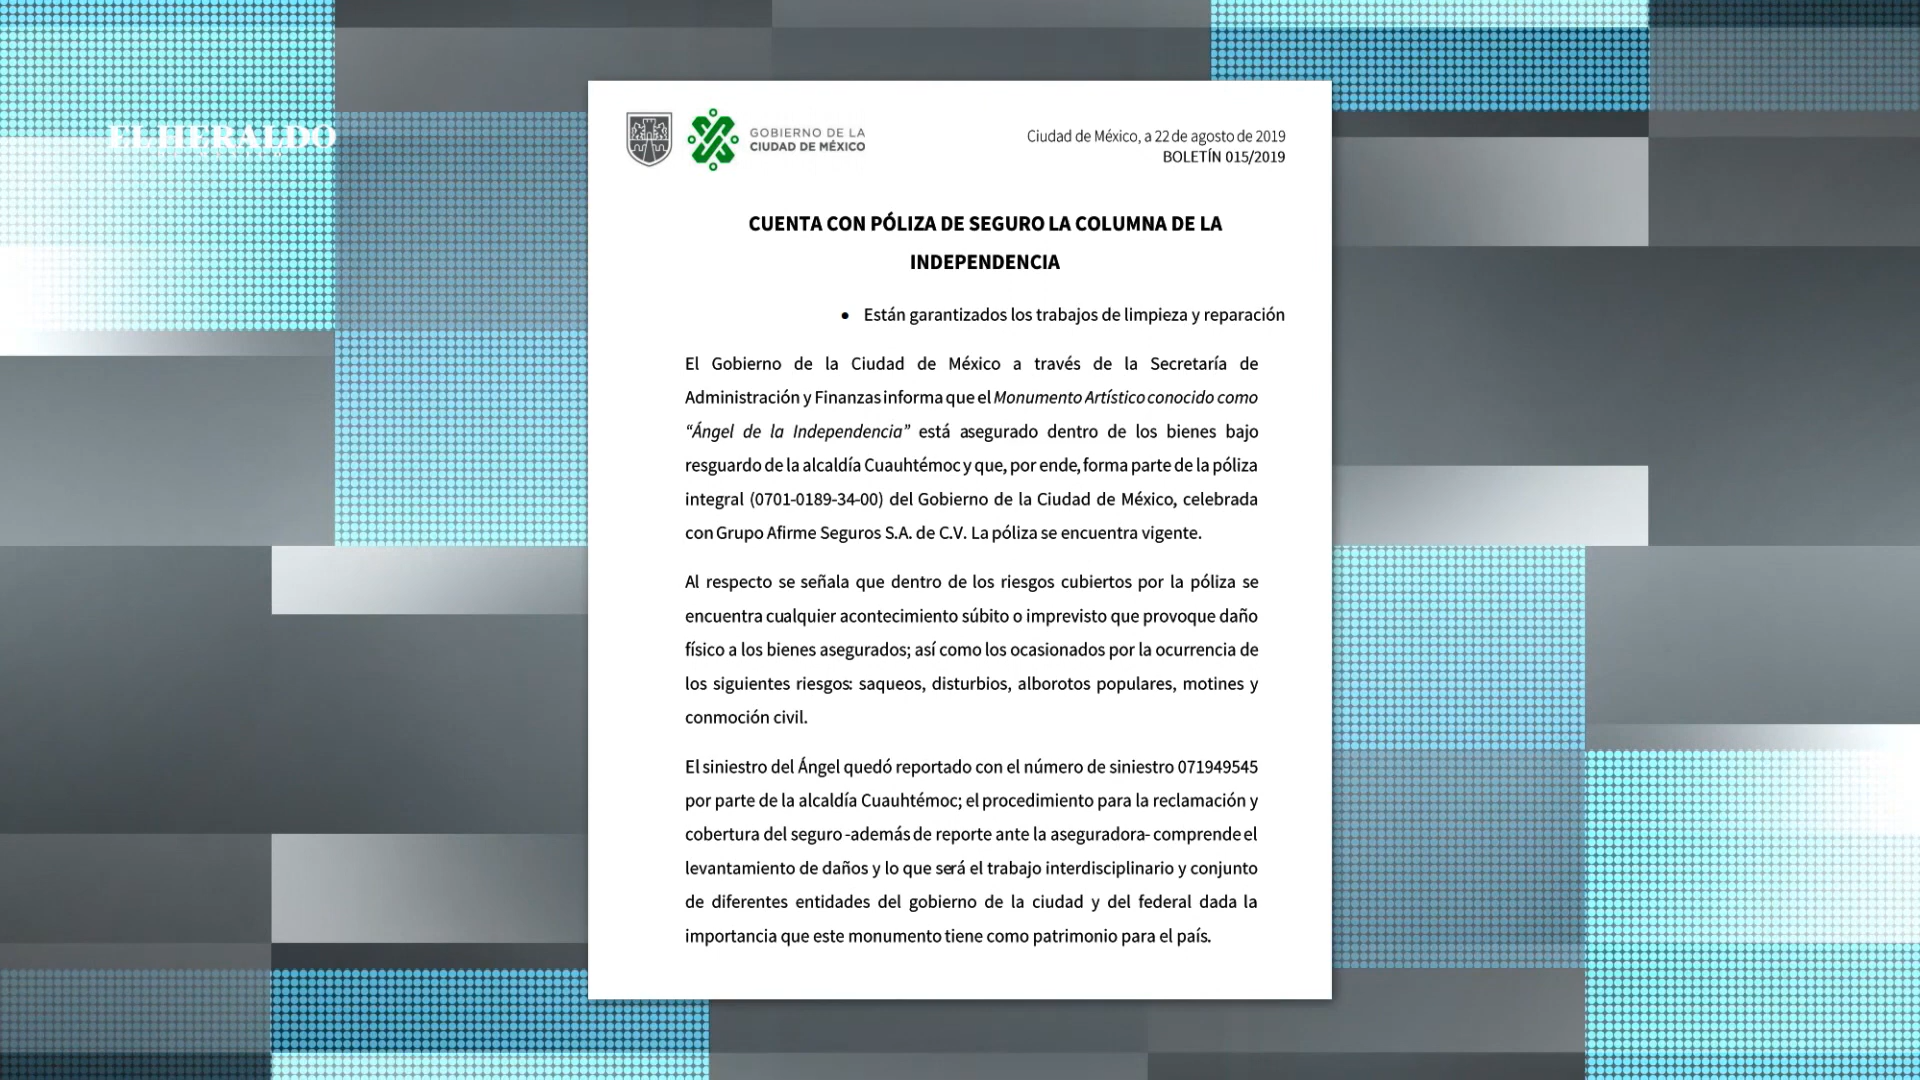 EL HERALDO
GOBIERNO DE LA
CIUDAD DE MÉXICO
Ciudad de México, a 22 de agosto de 2019
BOLETÍN 015/2019
CUENTA CON PÓLIZA DE SEGURO LA COLUMNA DE LA
INDEPENDENCIA
• Están garantizados los trabajos de limpieza y reparación
El Gobierno de la Ciudad de México a través de la Secretaría de
Administración y Finanzas informa que el Monumento Artístico conocido como
“Ángel de la Independencia” está asegurado dentro de los bienes bajo
resguardo de la alcaldía Cuauhtémoc y que, por ende, forma parte de la póliza
integral (0701-0189-34-00) del Gobierno de la Ciudad de México, celebrada
con Grupo Afirme Seguros S.A. de C.V. La póliza se encuentra vigente.
Al respecto se señala que dentro de los riesgos cubiertos por la póliza se
encuentra cualquier acontecimiento súbito o imprevisto que provoque daño
físico a los bienes asegurados; así como los ocasionados por la ocurrencia de
los siguientes riesgos: saqueos, disturbios, alborotos populares, motines y
conmoción civil.
El siniestro del Ángel quedó reportado con el número de siniestro 071949545
por parte de la alcaldía Cuauhtémoc; el procedimiento para la reclamación y
cobertura del seguro -además de reporte ante la aseguradora- comprende el
levantamiento de daños y lo que será el trabajo interdisciplinario y conjunto
de diferentes entidades del gobierno de la ciudad y del federal dada la
importancia que este monumento tiene como patrimonio para el país.